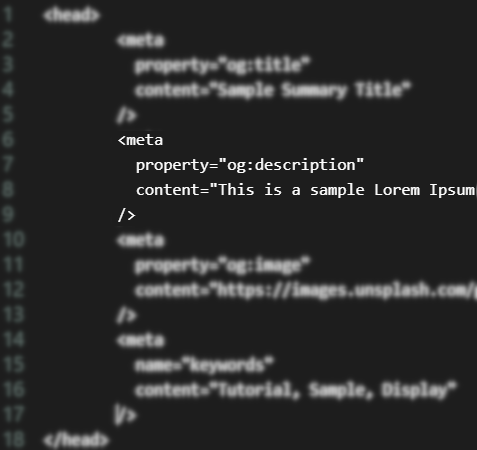 1 <head>
2 <meta
3 property="og:title"
4 content="Sample Summary Title"
5 />
6 <meta
7 property="og:description"
8 content="This is a sample Lorem Ipsum
9 />
10 <meta
11 property="og:image"
12 content="https://images.unsplash.com/
13 />
14 <meta
15 name="keywords"
16 content="Tutorial, Sample, Display"
17 />
18 </head>